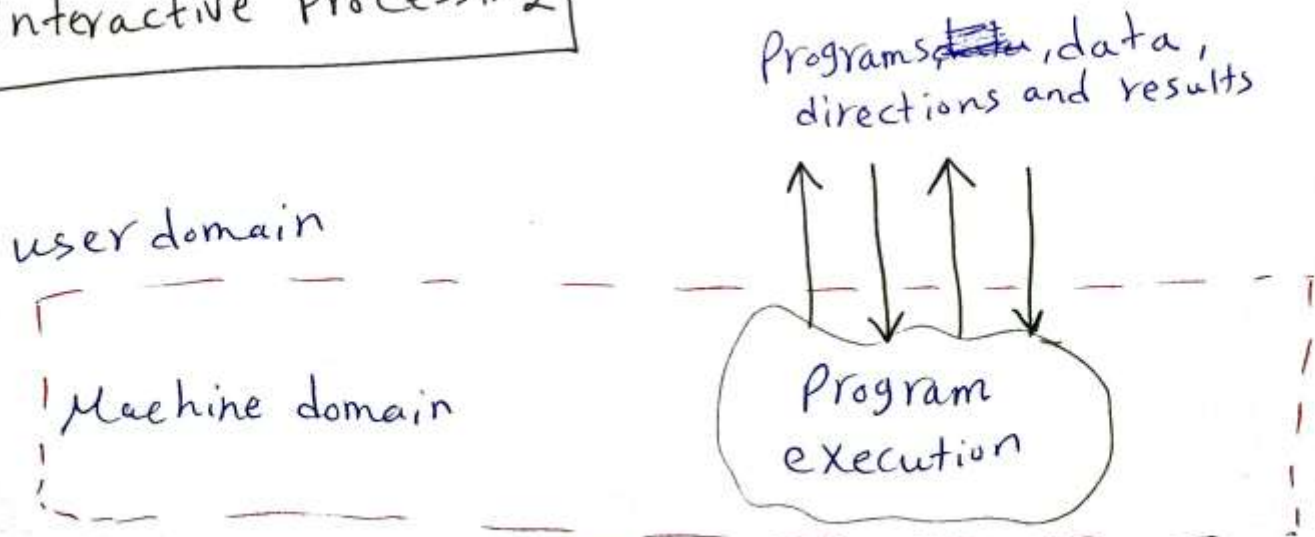 nteractive Processing
Programs, data,
directions and results
user domain
Machine domain
Program
execution